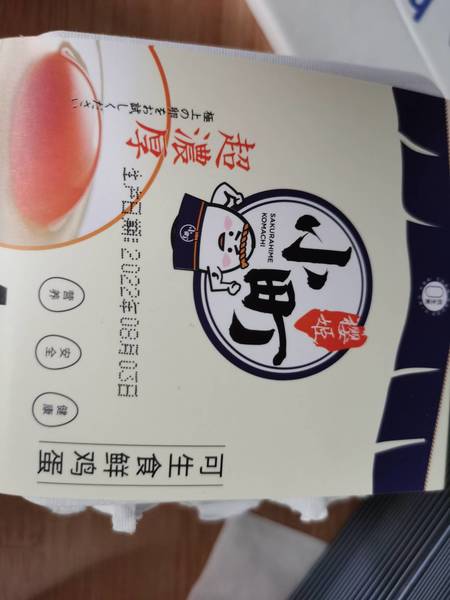 極上の卵をお試しください
超濃厚
生产日期:2022年08月03日
SAKURAHIME
KOMACHI
小町
樱姬
营养
安全
健康
可生食鲜鸡蛋